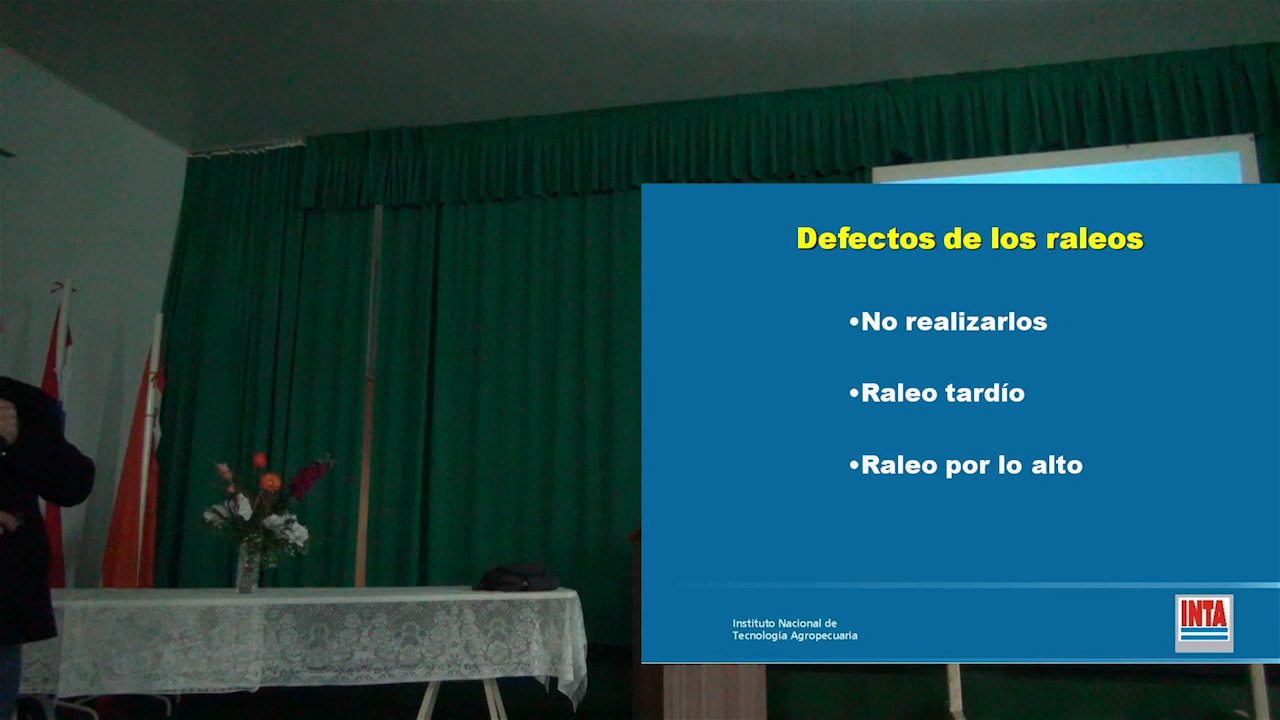 Defectos de los raleos
•No realizarlos
•Raleo tardío
•Raleo por lo alto
Instituto Nacional de
Tecnología Agropecuaria
INTA